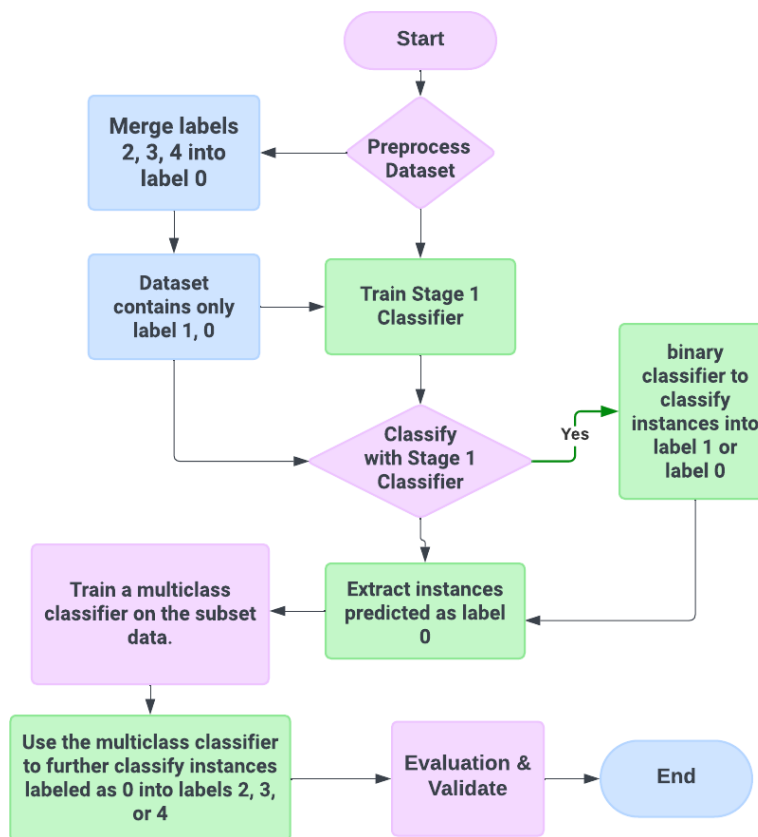 Start
Preprocess
Dataset
Merge labels
2, 3, 4 into
label 0
Dataset
contains only
label 1, 0
Train Stage 1
Classifier
binary
classifier to
classify
instances into
label 1 or
label 0
Yes
Classify
with Stage 1
Classifier
Extract instances
predicted as label
0
Train a multiclass
classifier on the subset
data.
Use the multiclass classifier
to further classify instances
labeled as 0 into labels 2, 3,
or 4
Evaluation &
Validate
End